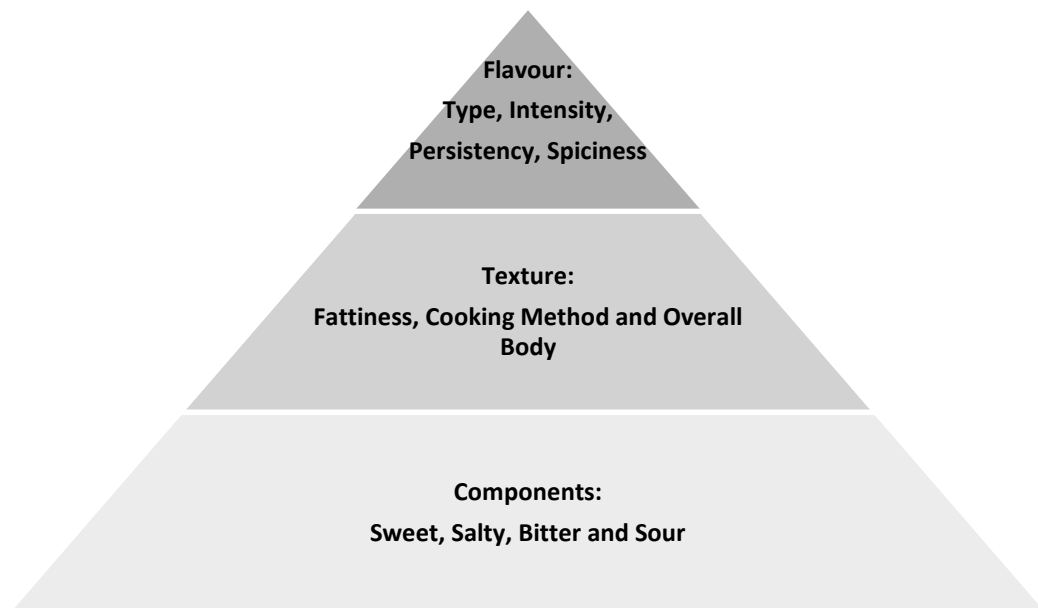 Flavour:
Type, Intensity,
Persistency, Spiciness
Texture:
Fattiness, Cooking Method and Overall
Body
Components:
Sweet, Salty, Bitter and Sour